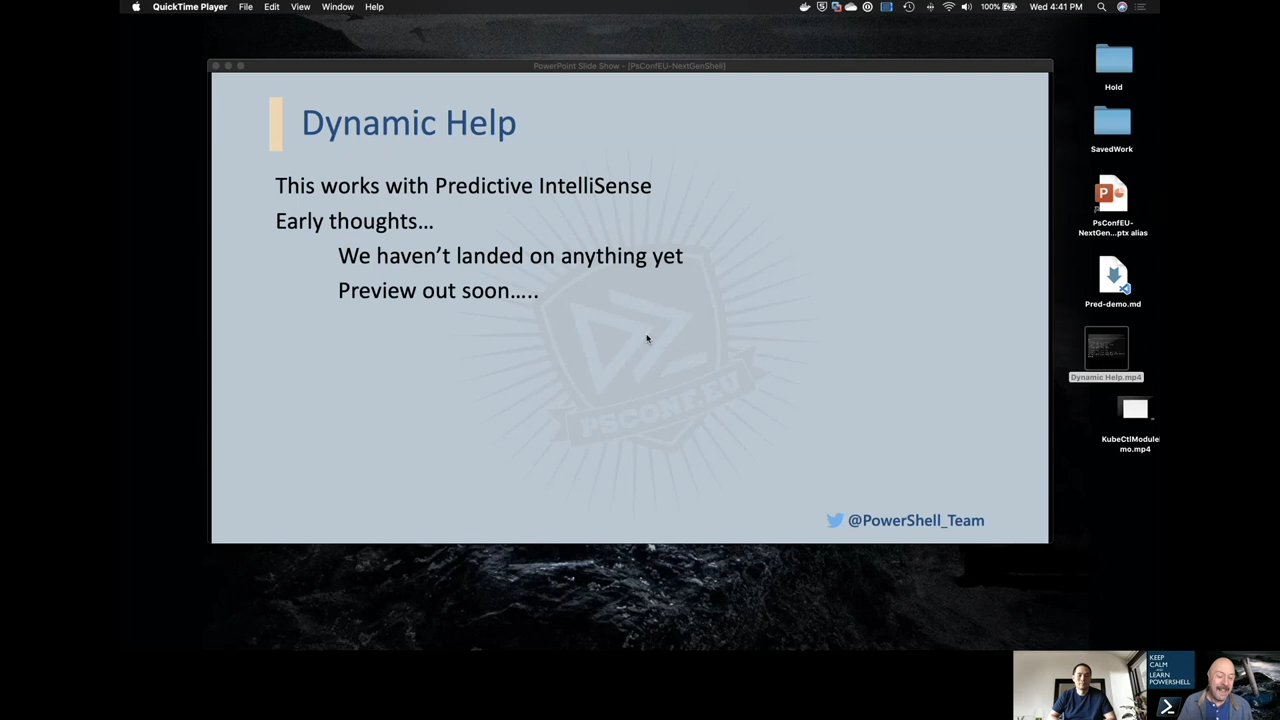 QuickTime Player File Edit View Window Help
100% Wed 4:41 PM
PowerPoint Slide Show - [PsConfEU-NextGenShell]
Dynamic Help
This works with Predictive IntelliSense
Early thoughts…
We haven’t landed on anything yet
Preview out soon…..
PSCONF.EU
@PowerShell_Team
Hold
SavedWork
PsConfEU-
NextGen...ptx alias
Pred-demo.md
Dynamic Help.mp4
KubeCtlModule
mo.mp4
KEEP
CALM
AND
LEARN
POWERSHELL